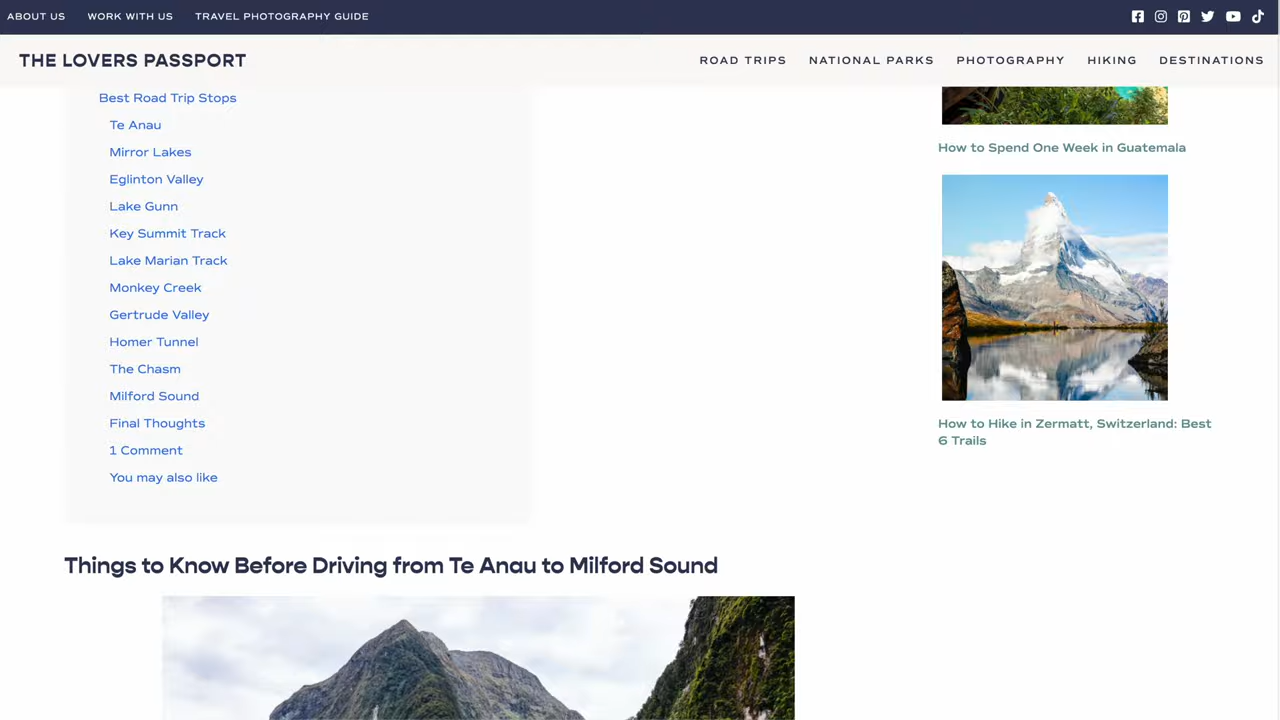 ABOUT US WORK WITH US TRAVEL PHOTOGRAPHY GUIDE
THE LOVERS PASSPORT
ROAD TRIPS NATIONAL PARKS PHOTOGRAPHY HIKING DESTINATIONS
Best Road Trip Stops
Te Anau
Mirror Lakes
Eglinton Valley
Lake Gunn
Key Summit Track
Lake Marian Track
Monkey Creek
Gertrude Valley
Homer Tunnel
The Chasm
Milford Sound
Final Thoughts
1 Comment
You may also like
How to Spend One Week in Guatemala
How to Hike in Zermatt, Switzerland: Best
6 Trails
Things to Know Before Driving from Te Anau to Milford Sound